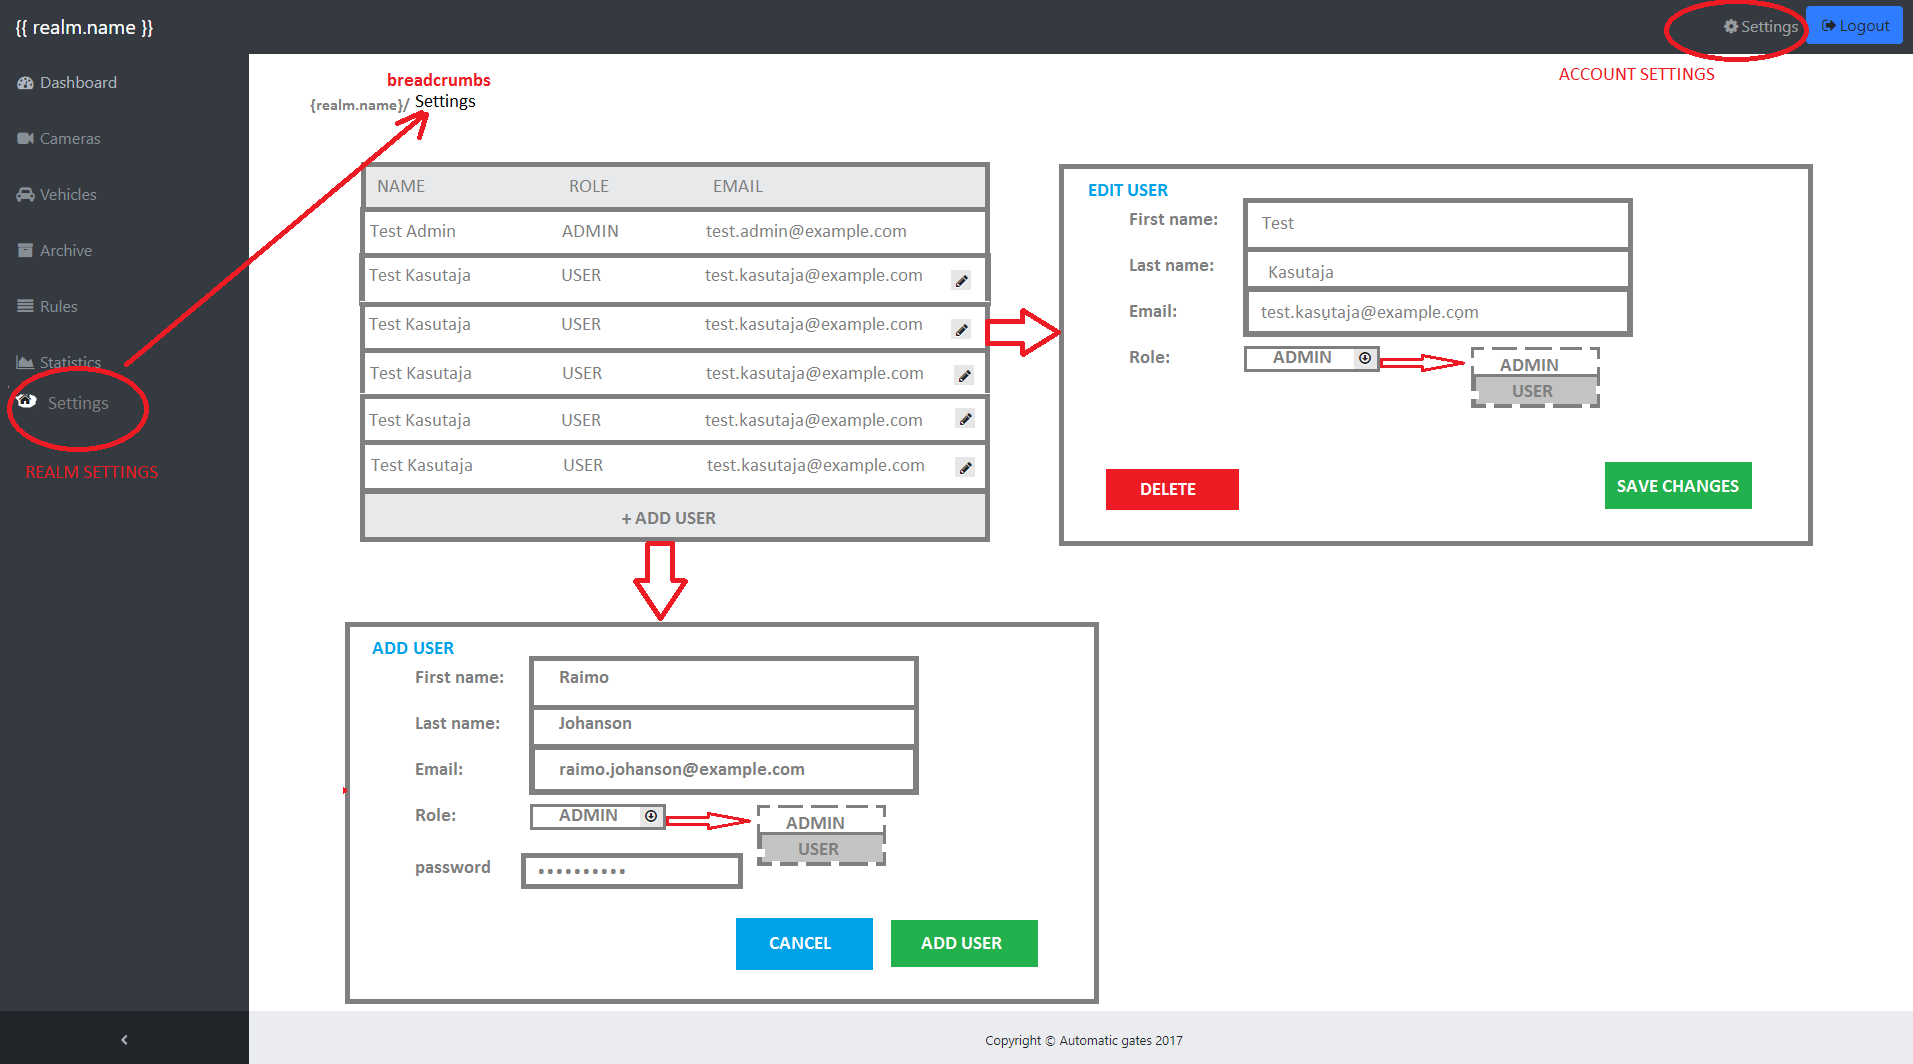 {{ realm.name }}
Settings
Logout
ACCOUNT SETTINGS
Dashboard
Cameras
Vehicles
Archive
Rules
Statistics
Settings
REALM SETTINGS
breadcrumbs
{realm.name}/ Settings
NAME ROLE EMAIL
Test Admin ADMIN test.admin@example.com
Test Kasutaja USER test.kasutaja@example.com
Test Kasutaja USER test.kasutaja@example.com
Test Kasutaja USER test.kasutaja@example.com
Test Kasutaja USER test.kasutaja@example.com
Test Kasutaja USER test.kasutaja@example.com
+ ADD USER
EDIT USER
First name: Test
Last name: Kasutaja
Email: test.kasutaja@example.com
Role: ADMIN
ADMIN
USER
DELETE
SAVE CHANGES
ADD USER
First name: Raimo
Last name: Johanson
Email: raimo.johanson@example.com
Role: ADMIN
ADMIN
USER
password ••••••••••
CANCEL
ADD USER
Copyright © Automatic gates 2017